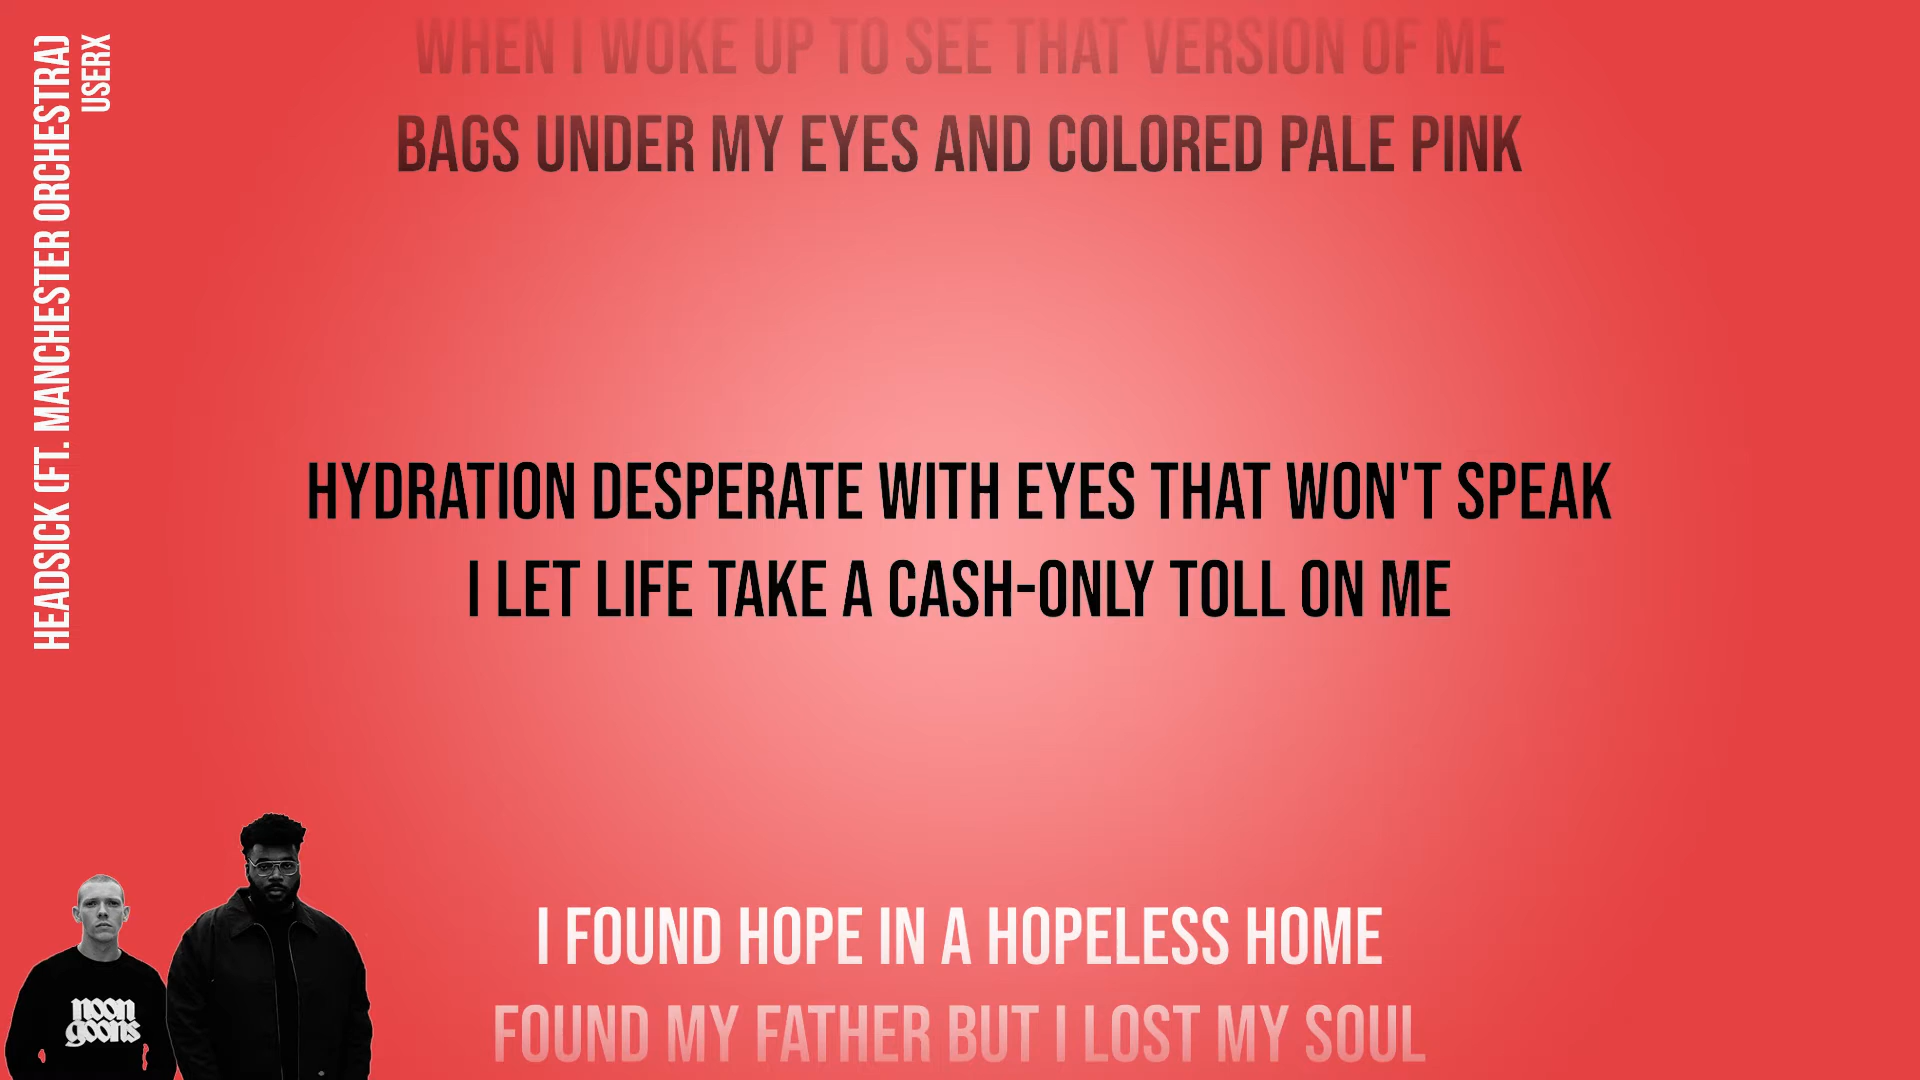 HEADSICK (FT. MANCHESTER ORCHESTRA)
USERX
WHEN I WOKE UP TO SEE THAT VERSION OF ME
BAGS UNDER MY EYES AND COLORED PALE PINK
HYDRATION DESPERATE WITH EYES THAT WON'T SPEAK
I LET LIFE TAKE A CASH-ONLY TOLL ON ME
I FOUND HOPE IN A HOPELESS HOME
FOUND MY FATHER BUT I LOST MY SOUL
noon
goons